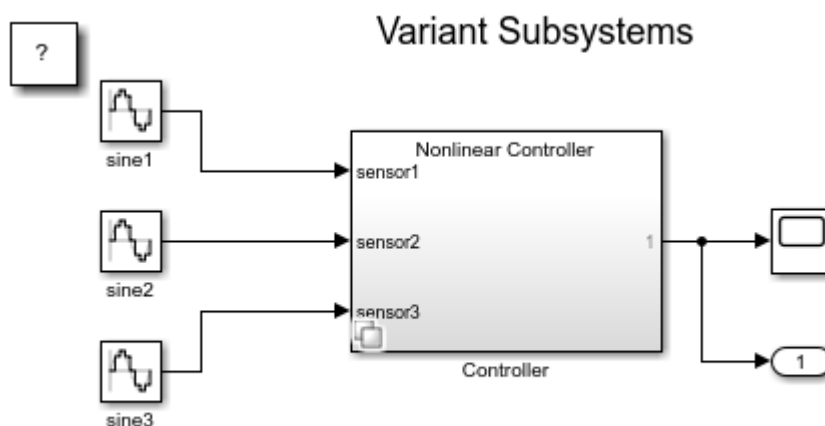 Variant Subsystems
?
sine1
Nonlinear Controller
sensor1
sensor2
1
sine2
sensor3
1
Controller
sine3